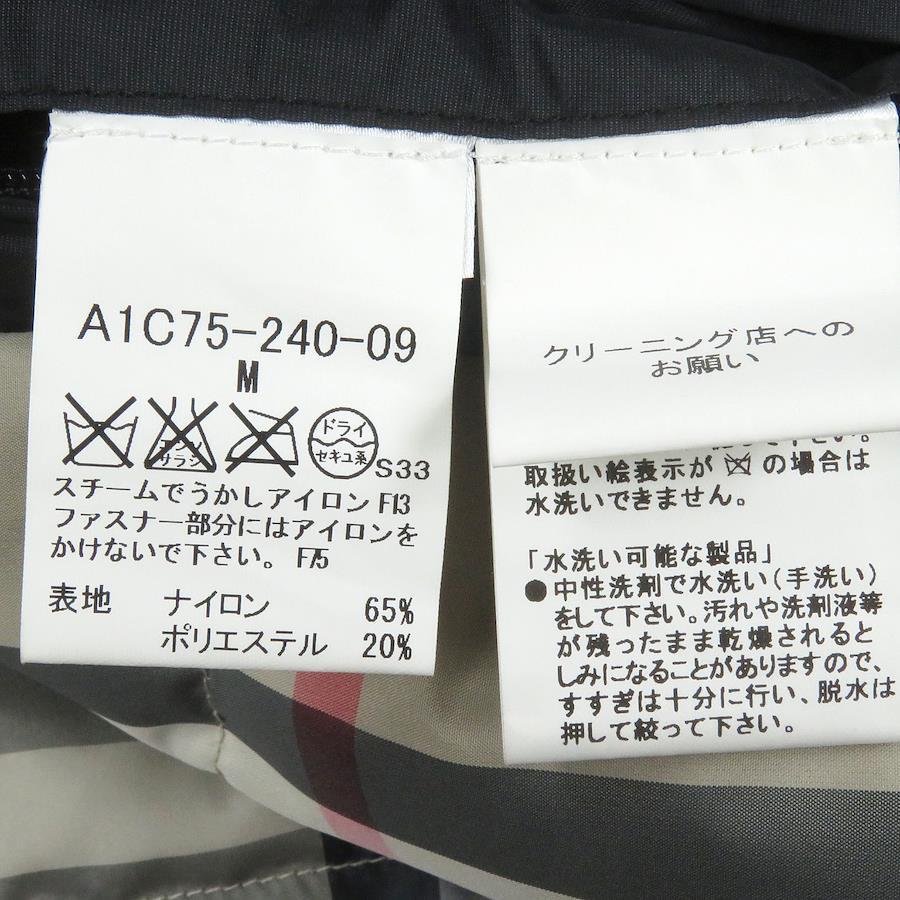 A1C75-240-09
M
エンソ
サラシ
ドライ
セキユ系
S33
スチームでうかしアイロン F13
ファスナー部分にはアイロンを
かけないで下さい。 F75
表地 ナイロン 65%
ポリエステル 20%
クリーニング店への
お願い
取扱い絵表示が の場合は
水洗いできません。
「水洗い可能な製品」
●中性洗剤で水洗い(手洗い)
をして下さい。汚れや洗剤液等
が残ったまま乾燥されると
しみになることがありますので、
すすぎは十分に行い、脱水は
押して絞って下さい。